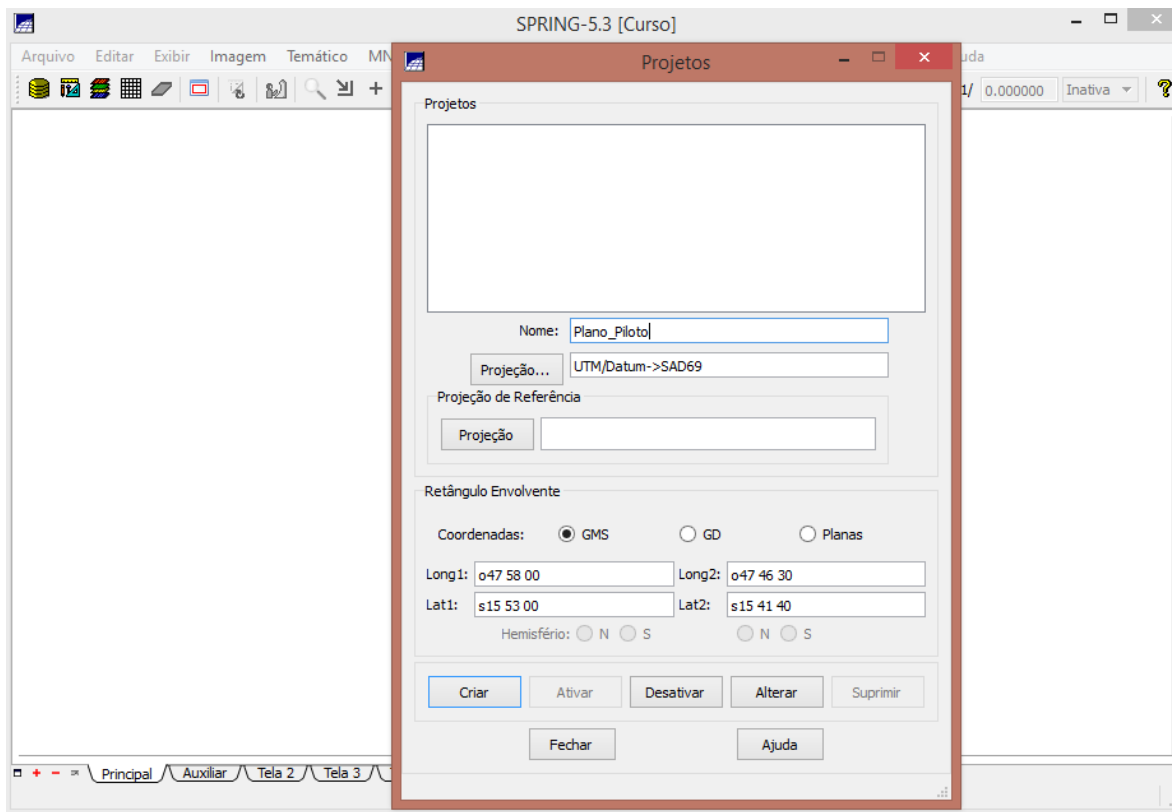 SPRING-5.3 [Curso]
Arquivo Editar Exibir Imagem Temático MN
uda
1/ 0.000000 Inativa
Projetos
Projetos
Nome: Plano_Piloto
Projeção... UTM/Datum->SAD69
Projeção de Referência
Projeção
Retângulo Envolvente
Coordenadas: GMS GD Planas
Long1: o47 58 00 Long2: o47 46 30
Lat1: s15 53 00 Lat2: s15 41 40
Hemisfério: N S N S
Criar Ativar Desativar Alterar Suprimir
Fechar Ajuda
Principal Auxiliar Tela 2 Tela 3